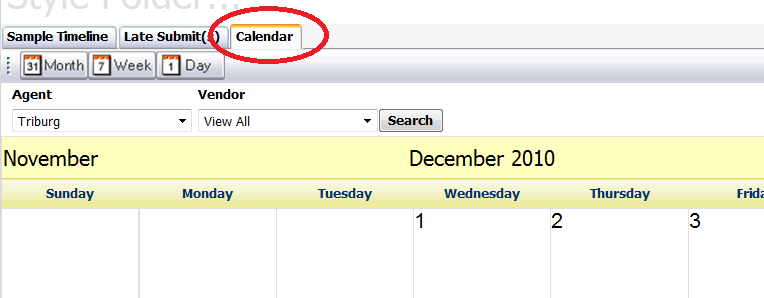 Style Folder...
Sample Timeline Late Submit(s) Calendar
31 Month 7 Week 1 Day
Agent Vendor
Triburg View All Search
November December 2010
Sunday Monday Tuesday Wednesday Thursday Frida
1 2 3